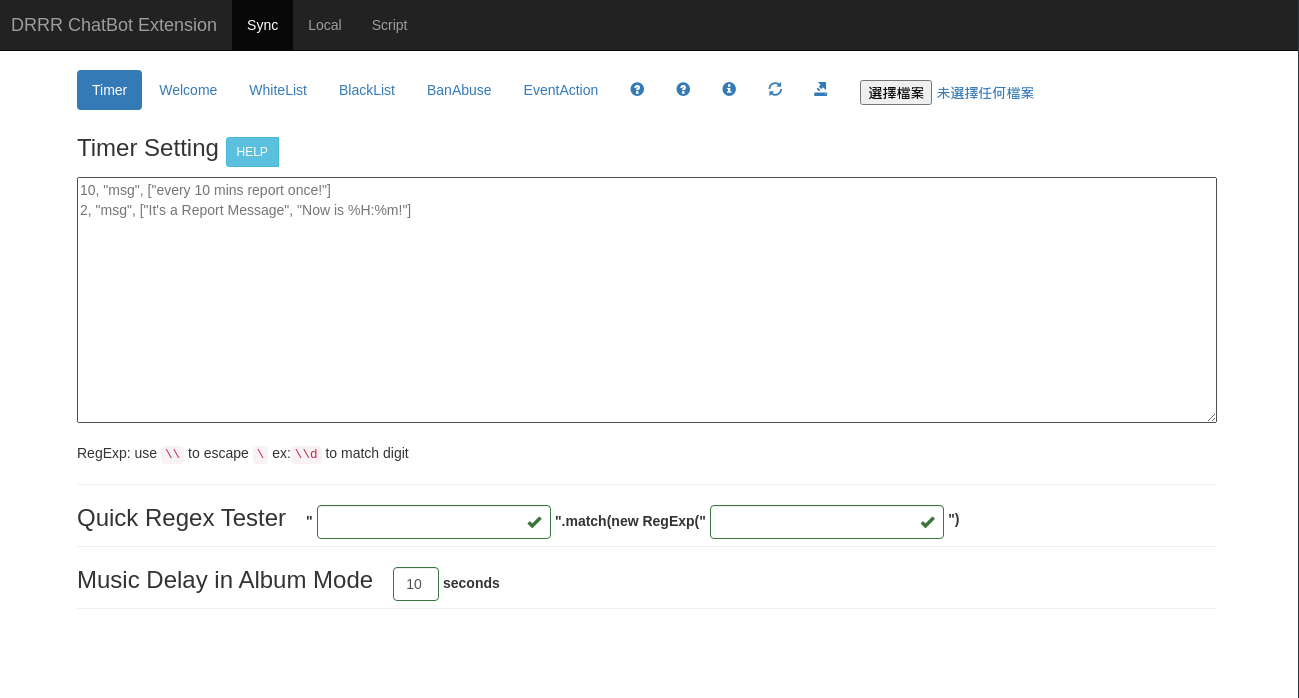 DRRR ChatBot Extension Sync Local Script
Timer Welcome WhiteList BlackList BanAbuse EventAction 選擇檔案 未選擇任何檔案
Timer Setting HELP
10, "msg", ["every 10 mins report once!"]
2, "msg", ["It's a Report Message", "Now is %H:%m!"]
RegExp: use \\ to escape \ ex: \\d to match digit
Quick Regex Tester " ".match(new RegExp(" ")
Music Delay in Album Mode 10 seconds